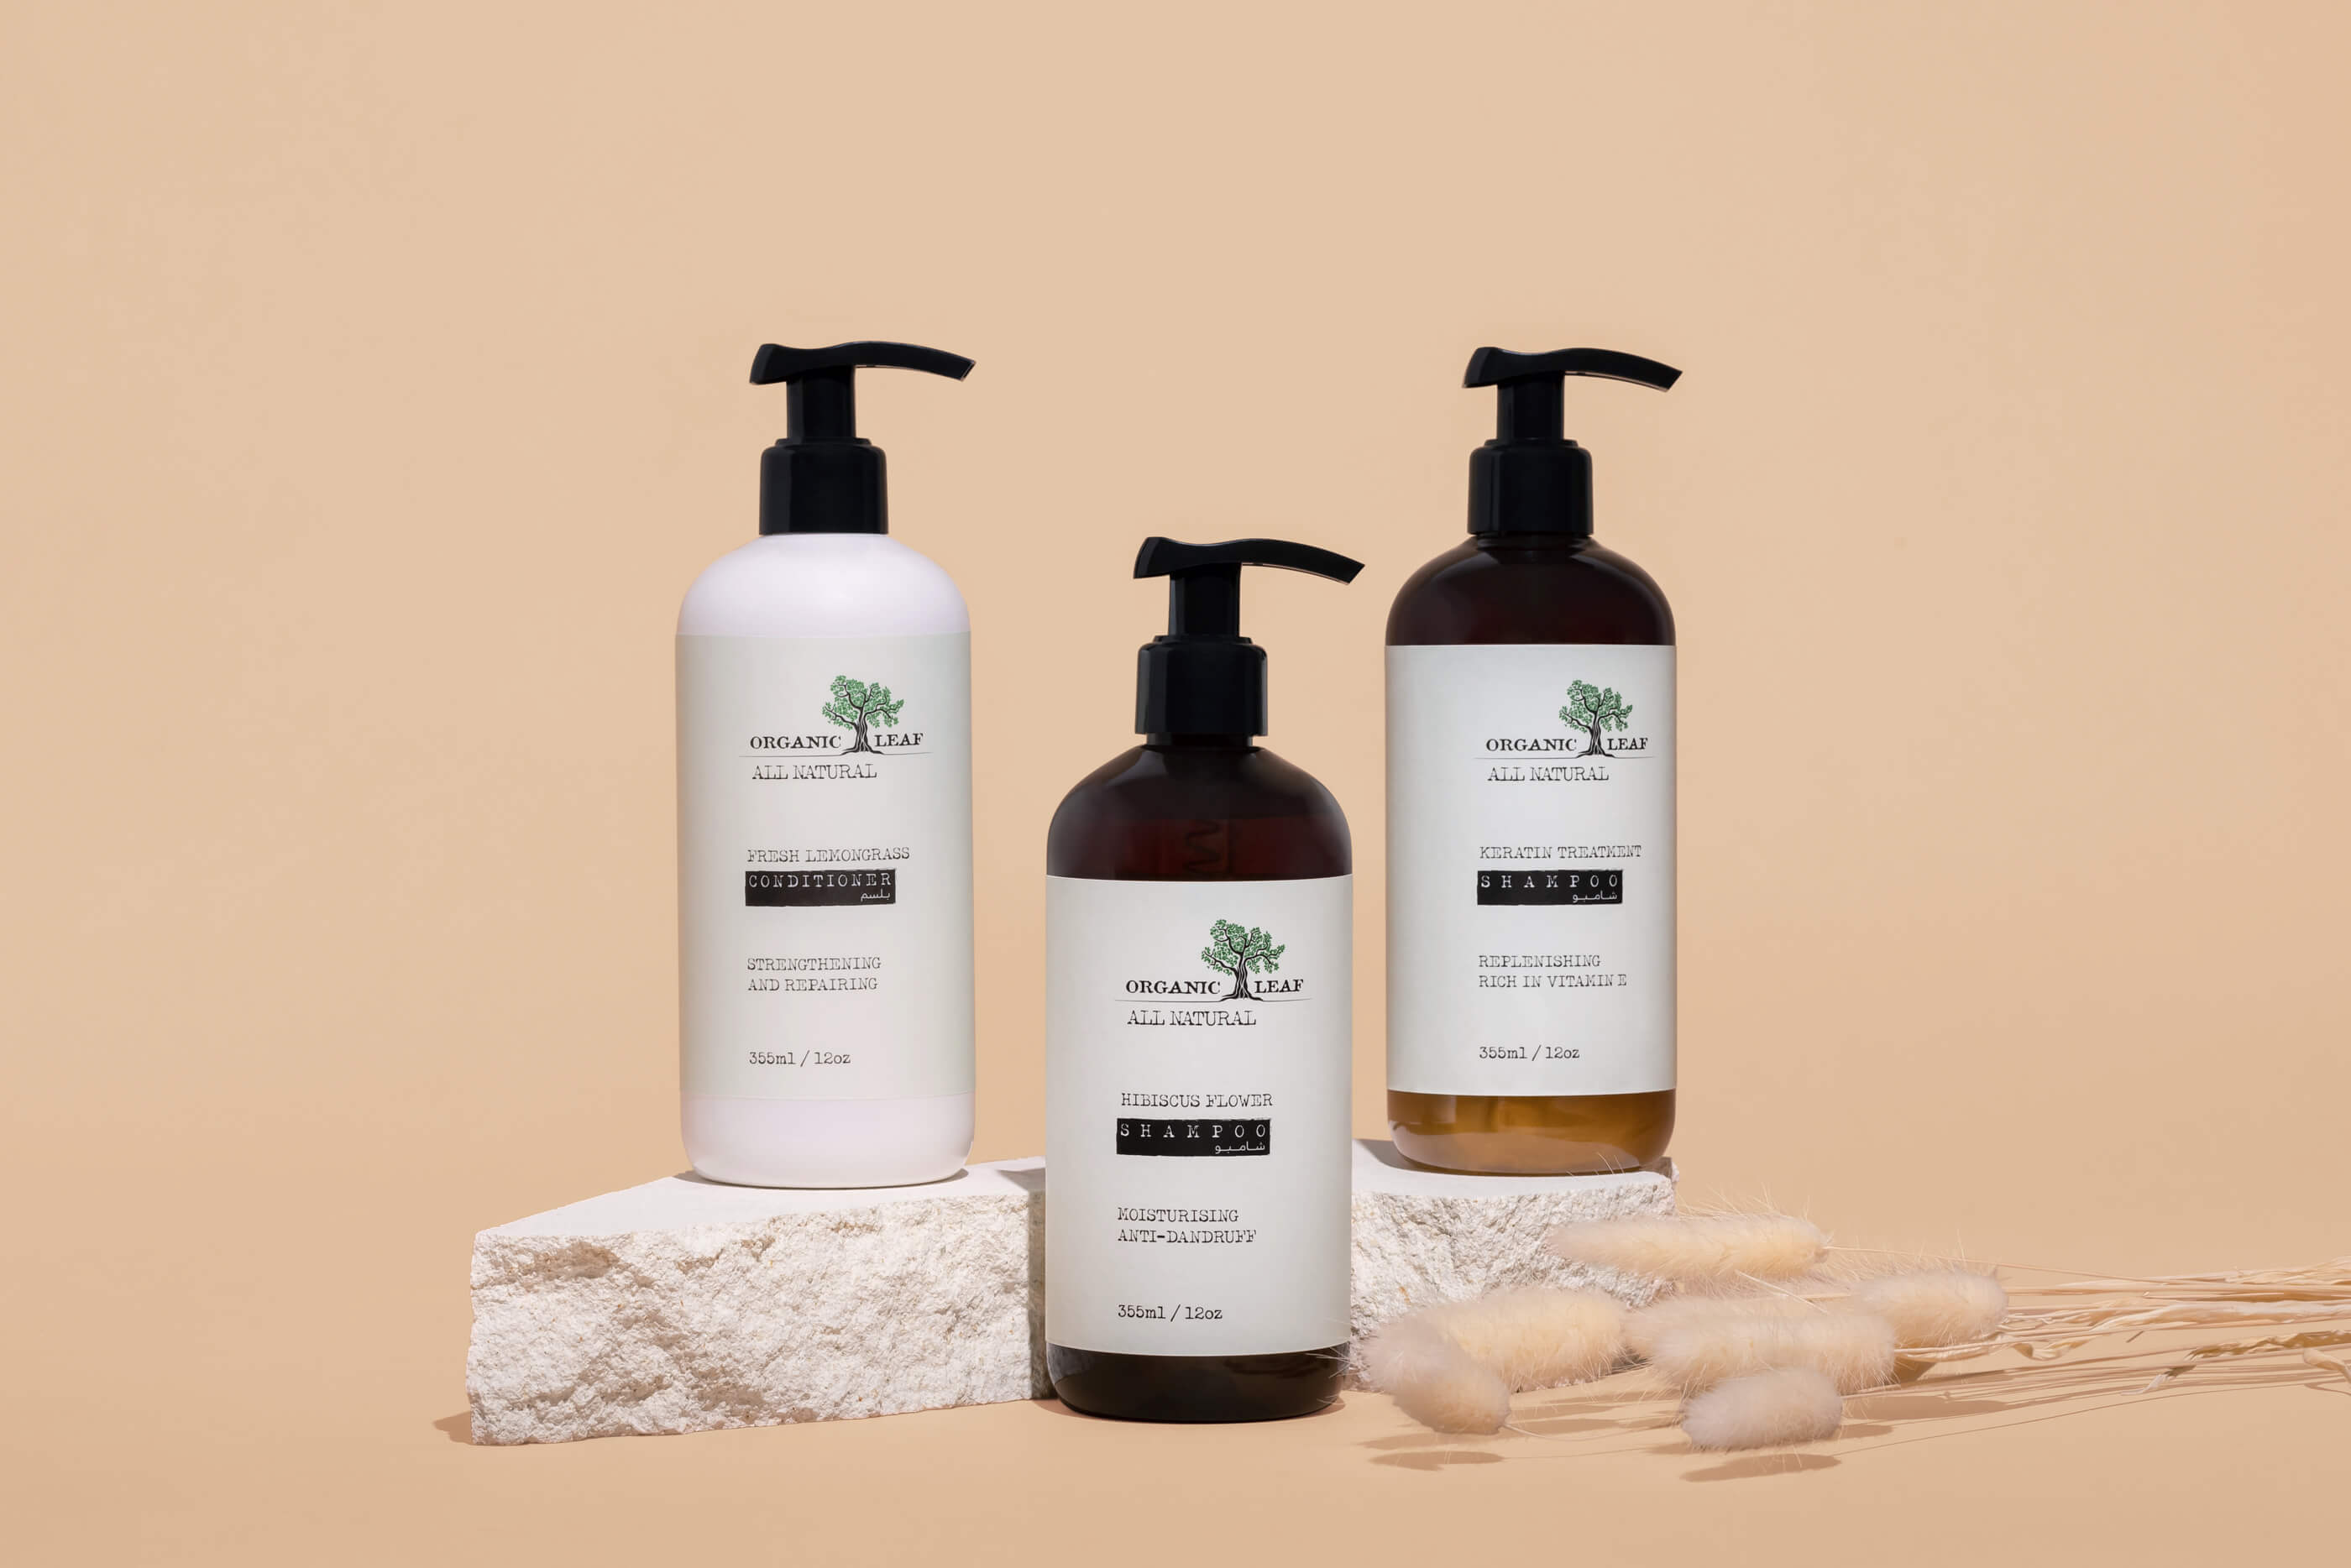 ORGANIC LEAF
ALL NATURAL
FRESH LEMONGRASS
CONDITIONER
بلسم
STRENGTHENING
AND REPAIRING
355ml / 12oz
ORGANIC LEAF
ALL NATURAL
HIBISCUS FLOWER
SHAMPOO
شامبو
MOISTURISING
ANTI-DANDRUFF
355ml / 12oz
ORGANIC LEAF
ALL NATURAL
KERATIN TREATMENT
SHAMPOO
شامبو
REPLENISHING
RICH IN VITAMIN E
355ml / 12oz